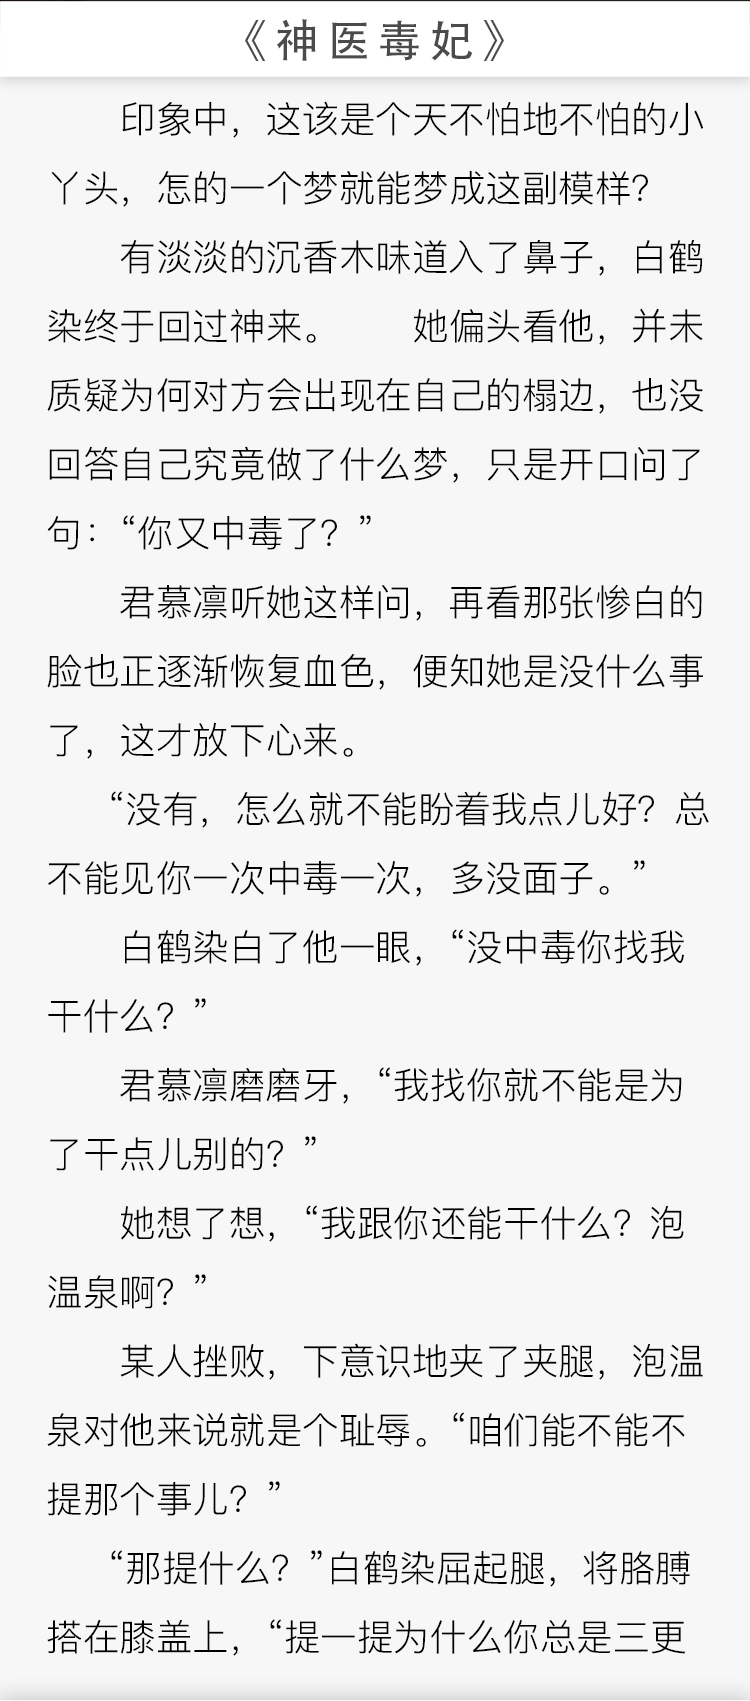 《神医毒妃》
印象中，这该是个天不怕地不怕的小
丫头，怎的一个梦就能梦成这副模样？
有淡淡的沉香木味道入了鼻子，白鹤
染终于回过神来。　　她偏头看他，并未
质疑为何对方会出现在自己的榻边，也没
回答自己究竟做了什么梦，只是开口问了
句：“你又中毒了？”
君慕凛听她这样问，再看那张惨白的
脸也正逐渐恢复血色，便知她是没什么事
了，这才放下心来。
“没有，怎么就不能盼着我点儿好？总
不能见你一次中毒一次，多没面子。”
白鹤染白了他一眼，“没中毒你找我
干什么？”
君慕凛磨磨牙，“我找你就不能是为
了干点儿别的？”
她想了想，“我跟你还能干什么？泡
温泉啊？”
某人挫败，下意识地夹了夹腿，泡温
泉对他来说就是个耻辱。“咱们能不能不
提那个事儿？”
“那提什么？”白鹤染屈起腿，将胳膊
搭在膝盖上，“提一提为什么你总是三更